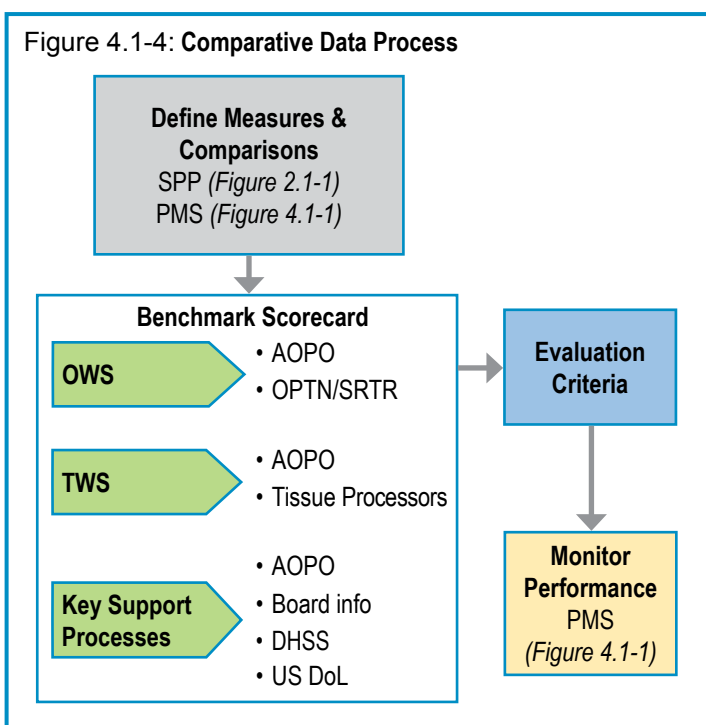 Figure 4.1-4: Comparative Data Process
Define Measures &
Comparisons
SPP (Figure 2.1-1)
PMS (Figure 4.1-1)
Benchmark Scorecard
OWS
• AOPO
• OPTN/SRTR
TWS
• AOPO
• Tissue Processors
Key Support
Processes
• AOPO
• Board info
• DHSS
• US DoL
Evaluation
Criteria
Monitor
Performance
PMS
(Figure 4.1-1)